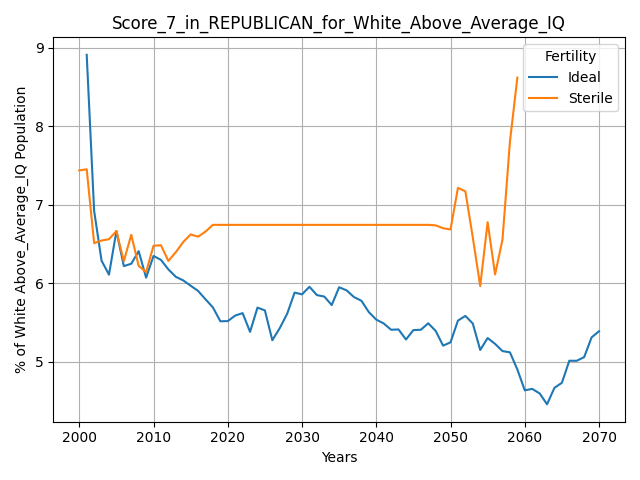 Score_7_in_REPUBLICAN_for_White_Above_Average_IQ
% of White Above_Average_IQ Population
9
8
7
6
5
Fertility
Ideal
Sterile
2000 2010 2020 2030 2040 2050 2060 2070
Years